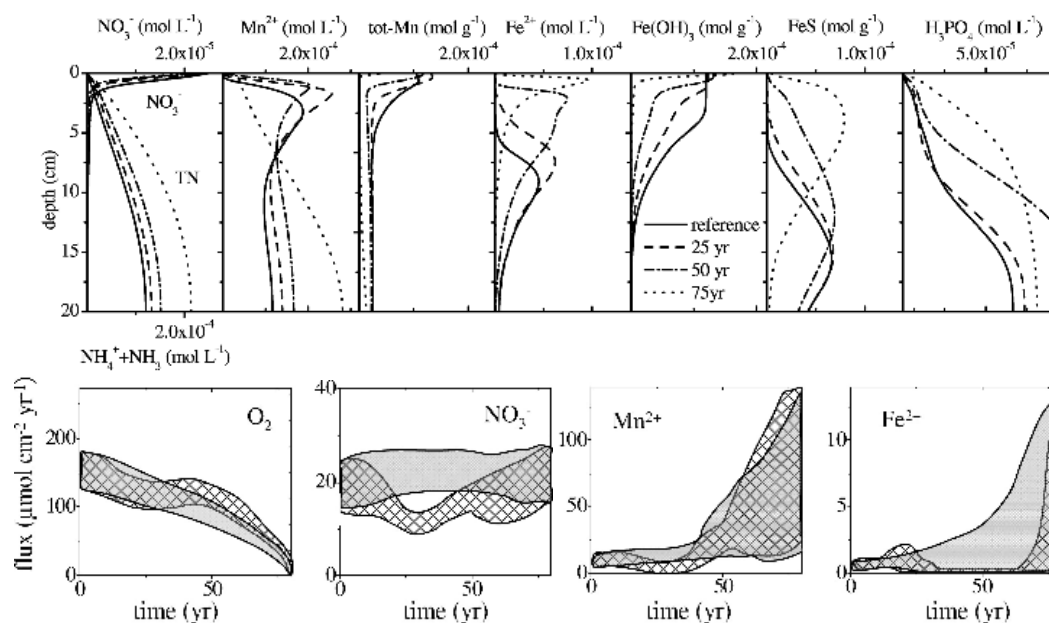 NO₃⁻ (mol L⁻¹) Mn²⁺ (mol L⁻¹) tot-Mn (mol g⁻¹) Fe²⁺ (mol L⁻¹) Fe(OH)₃ (mol g⁻¹) FeS (mol g⁻¹) H₃PO₄ (mol L⁻¹)
2.0x10⁻⁵ 2.0x10⁻⁴ 2.0x10⁻⁴ 1.0x10⁻⁴ 2.0x10⁻⁴ 1.0x10⁻⁴ 5.0x10⁻⁵
0
5
10
15
20
depth (cm)
NO₃⁻
TN
reference
25 yr
50 yr
75yr
2.0x10⁻⁴
NH₄⁺+NH₃ (mol L⁻¹)
flux (µmol cm⁻² yr⁻¹)
O₂
200
100
0
0 50
time (yr)
NO₃⁻
40
20
0
0 50
time (yr)
Mn²⁺
100
50
0
0 50
time (yr)
Fe²⁺
10
5
0
0 50
time (yr)